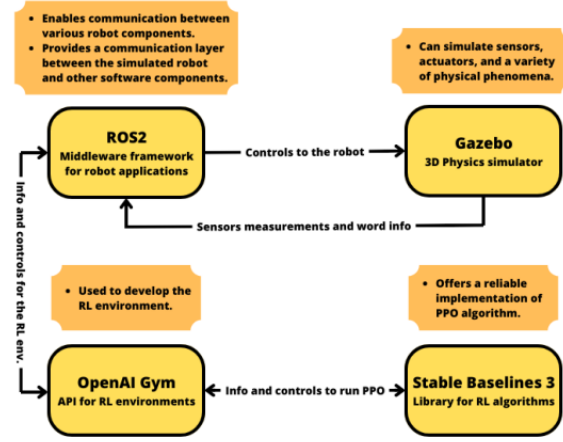 • Enables communication between
various robot components.
• Provides a communication layer
between the simulated robot
and other software components.
• Can simulate sensors,
actuators, and a variety
of physical phenomena.
ROS2
Middleware framework
for robot applications
Controls to the robot
Gazebo
3D Physics simulator
Sensors measurements and word info
Info and controls for the RL env.
• Used to develop the
RL environment.
• Offers a reliable
implementation of
PPO algorithm.
OpenAI Gym
API for RL environments
Info and controls to run PPO
Stable Baselines 3
Library for RL algorithms